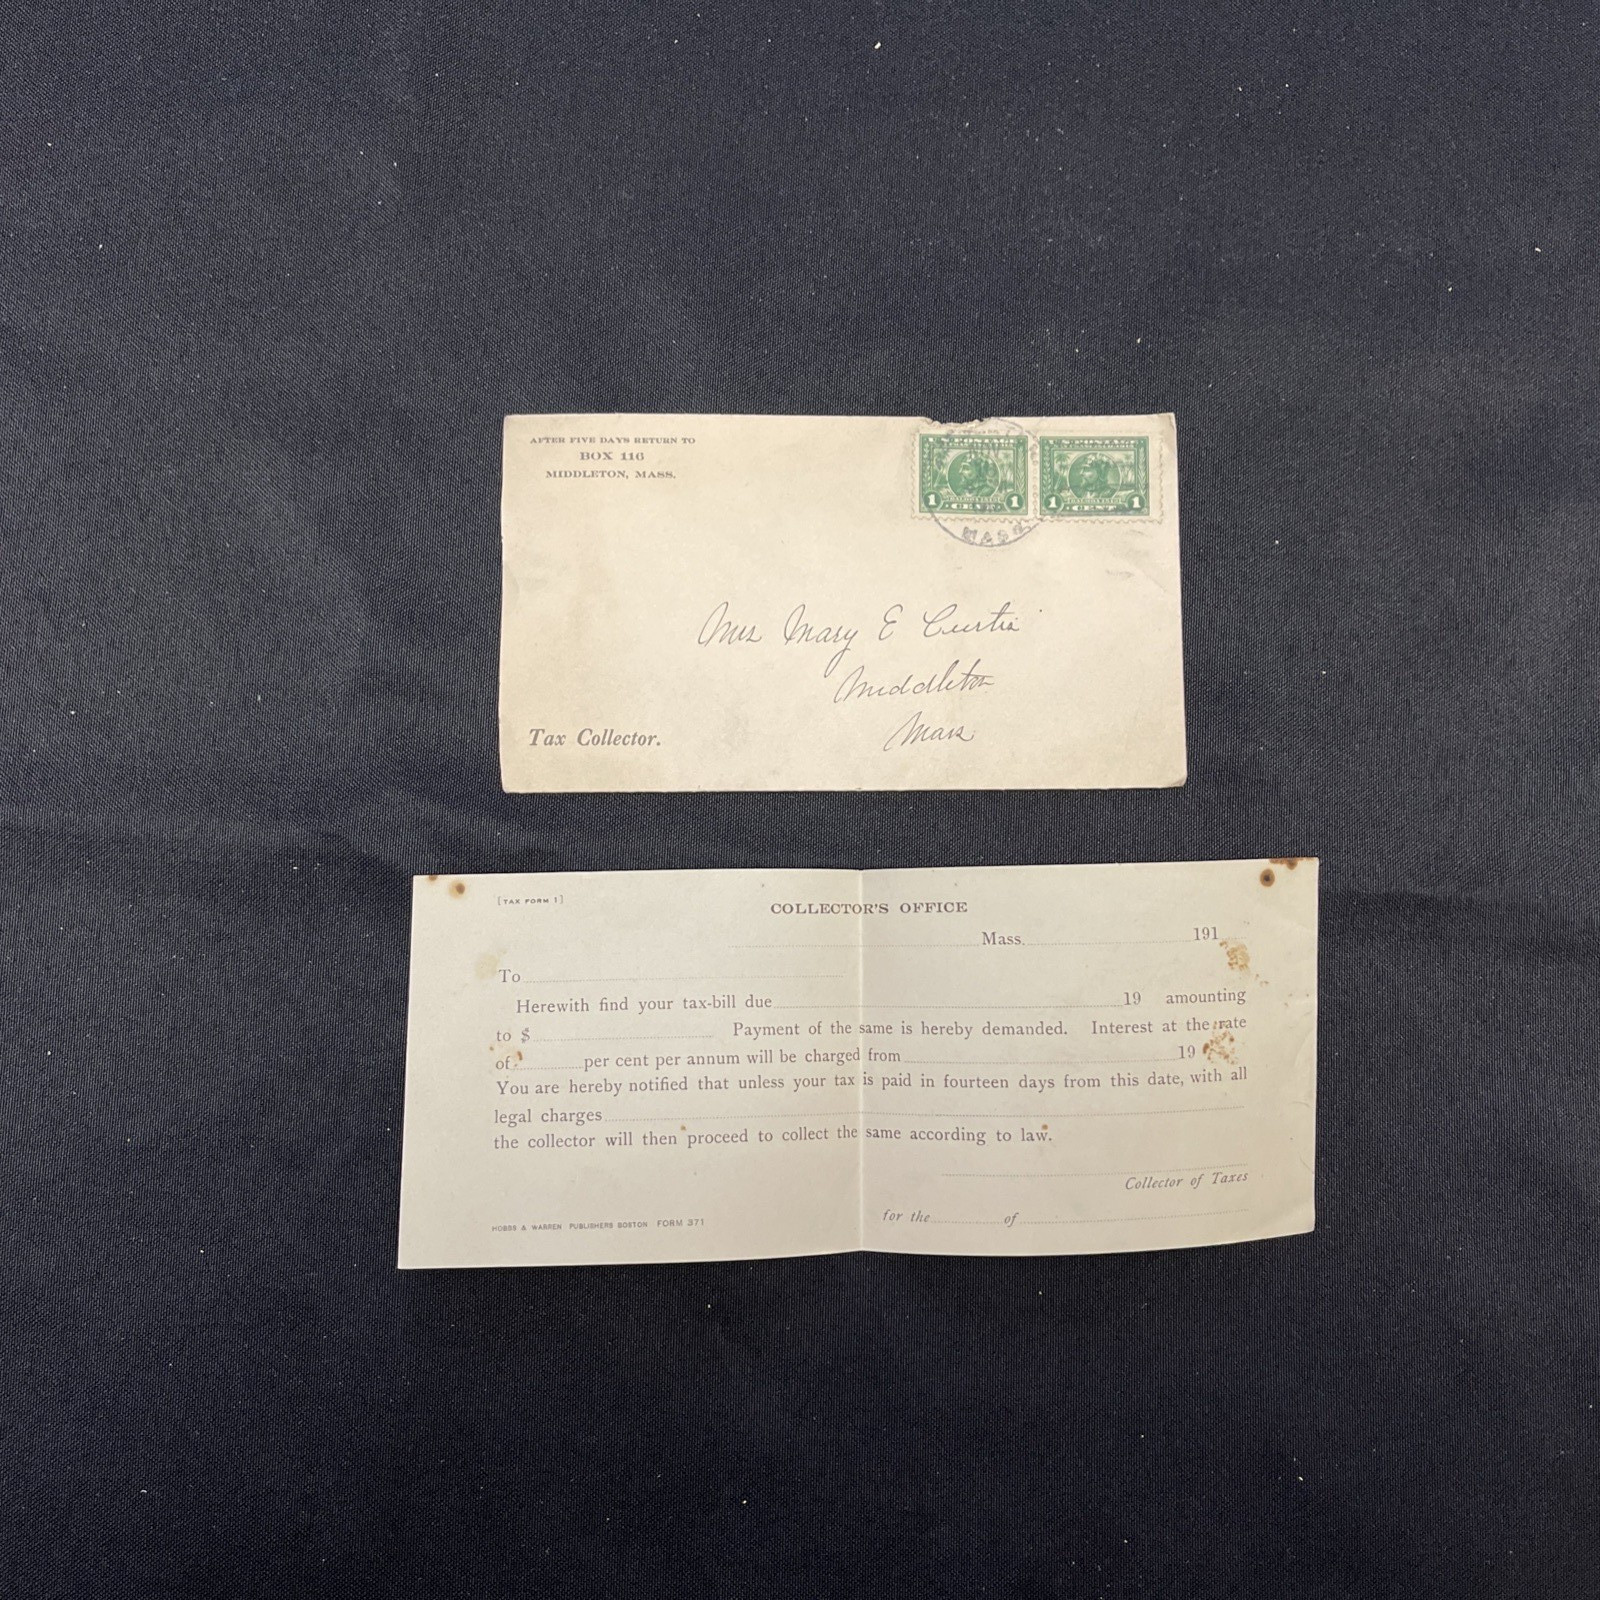 AFTER FIVE DAYS RETURN TO
BOX 116
MIDDLETON, MASS.
U.S. POSTAGE
1 CENT 1
U.S. POSTAGE
1 CENT 1
NOV
MASS.
Mrs Mary E Curtis
Middleton
Mass
Tax Collector.
[TAX FORM 1]
COLLECTOR'S OFFICE
Mass. 191
To
Herewith find your tax-bill due 19 amounting
to $ Payment of the same is hereby demanded. Interest at the rate
of per cent per annum will be charged from 19
You are hereby notified that unless your tax is paid in fourteen days from this date, with all
legal charges
the collector will then proceed to collect the same according to law.
Collector of Taxes
for the of
HOBBS & WARREN PUBLISHERS BOSTON FORM 371